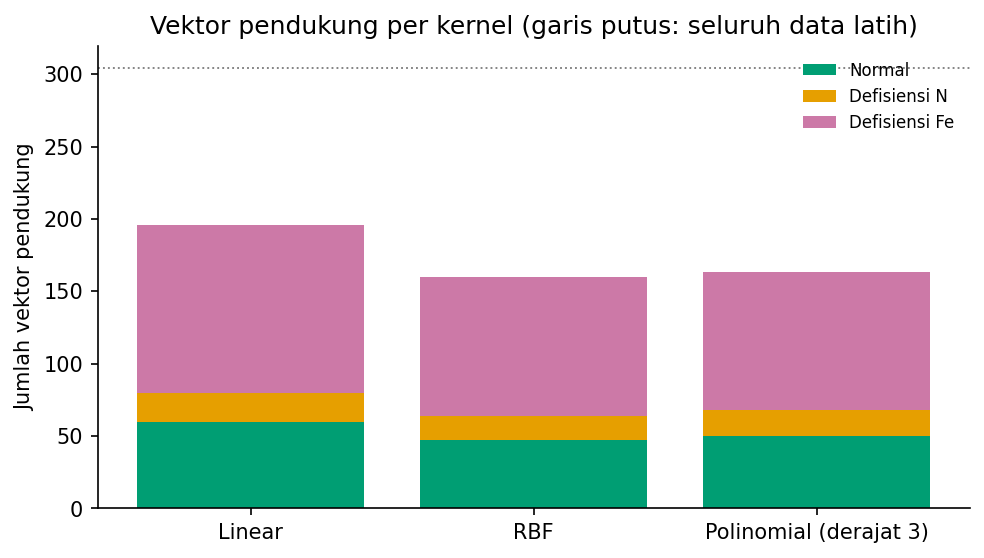 Vektor pendukung per kernel (garis putus: seluruh data latih)
Jumlah vektor pendukung
300
250
200
150
100
50
0
Normal
Defisiensi N
Defisiensi Fe
Linear
RBF
Polinomial (derajat 3)